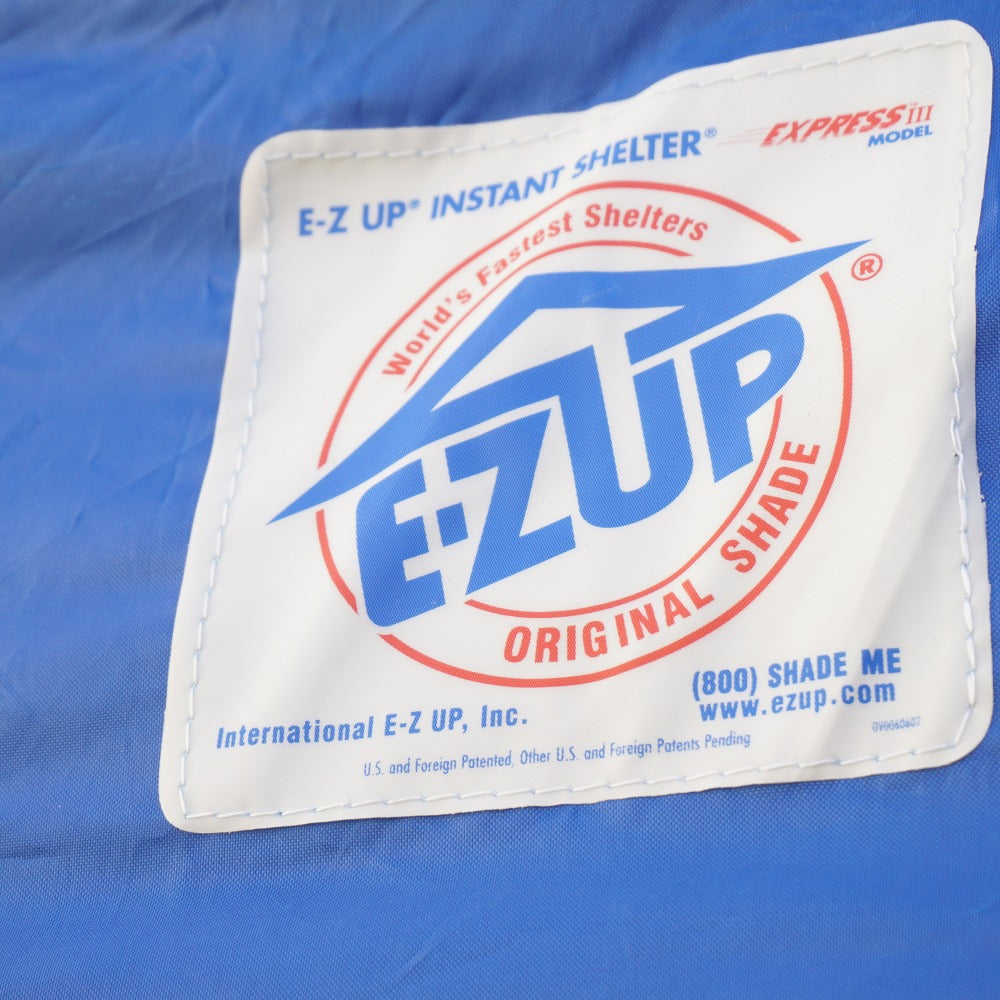 E-Z UP® INSTANT SHELTER®
EXPRESS™ III
MODEL
World's Fastest Shelters
E-Z UP
®
ORIGINAL SHADE
(800) SHADE ME
www.ezup.com
International E-Z UP, Inc.
U.S. and Foreign Patented, Other U.S. and Foreign Patents Pending